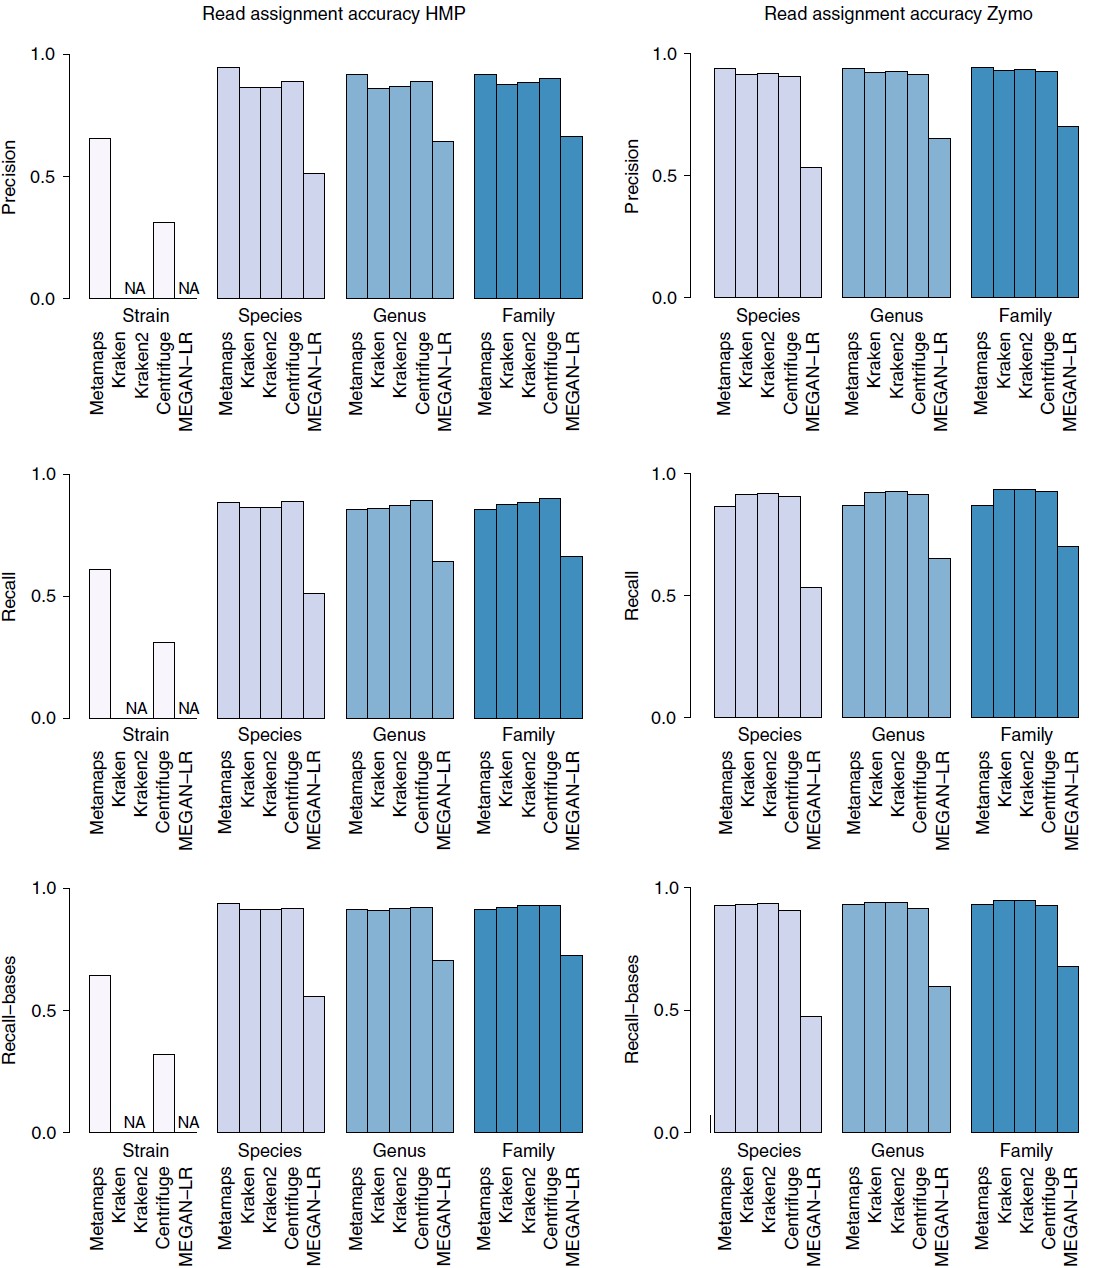 Read assignment accuracy HMP
Read assignment accuracy Zymo
Precision
1.0
0.5
0.0
NA
NA
Strain
Species
Genus
Family
Metamaps
Kraken
Kraken2
Centrifuge
MEGAN–LR
Metamaps
Kraken
Kraken2
Centrifuge
MEGAN–LR
Metamaps
Kraken
Kraken2
Centrifuge
MEGAN–LR
Metamaps
Kraken
Kraken2
Centrifuge
MEGAN–LR
Precision
1.0
0.5
0.0
Species
Genus
Family
Metamaps
Kraken
Kraken2
Centrifuge
MEGAN–LR
Metamaps
Kraken
Kraken2
Centrifuge
MEGAN–LR
Metamaps
Kraken
Kraken2
Centrifuge
MEGAN–LR
Recall
1.0
0.5
0.0
NA
NA
Strain
Species
Genus
Family
Metamaps
Kraken
Kraken2
Centrifuge
MEGAN–LR
Metamaps
Kraken
Kraken2
Centrifuge
MEGAN–LR
Metamaps
Kraken
Kraken2
Centrifuge
MEGAN–LR
Metamaps
Kraken
Kraken2
Centrifuge
MEGAN–LR
Recall
1.0
0.5
0.0
Species
Genus
Family
Metamaps
Kraken
Kraken2
Centrifuge
MEGAN–LR
Metamaps
Kraken
Kraken2
Centrifuge
MEGAN–LR
Metamaps
Kraken
Kraken2
Centrifuge
MEGAN–LR
Recall–bases
1.0
0.5
0.0
NA
NA
Strain
Species
Genus
Family
Metamaps
Kraken
Kraken2
Centrifuge
MEGAN–LR
Metamaps
Kraken
Kraken2
Centrifuge
MEGAN–LR
Metamaps
Kraken
Kraken2
Centrifuge
MEGAN–LR
Metamaps
Kraken
Kraken2
Centrifuge
MEGAN–LR
Recall–bases
1.0
0.5
0.0
Species
Genus
Family
Metamaps
Kraken
Kraken2
Centrifuge
MEGAN–LR
Metamaps
Kraken
Kraken2
Centrifuge
MEGAN–LR
Metamaps
Kraken
Kraken2
Centrifuge
MEGAN–LR